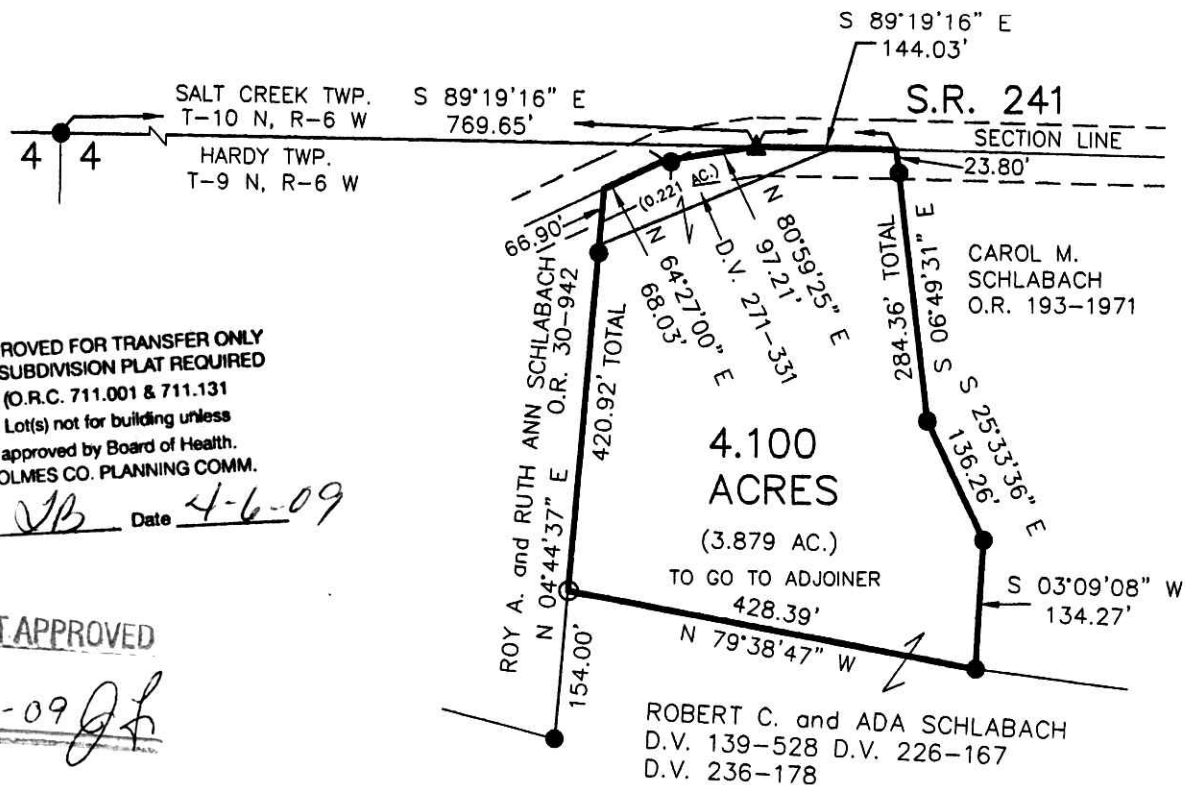 S 89°19'16" E
144.03'
SALT CREEK TWP.
T-10 N, R-6 W
S 89°19'16" E
769.65'
S.R. 241
SECTION LINE
4 4
HARDY TWP.
T-9 N, R-6 W
23.80'
(0.221 AC.)
66.90'
N 80°59'25" E
97.21'
D.V. 271-331
N 64°27'00" E
68.03'
284.36' TOTAL
S 06°49'31" E
CAROL M.
SCHLABACH
O.R. 193-1971
ROY A. and RUTH ANN SCHLABACH
O.R. 30-942
N 04°44'37" E
420.92' TOTAL
ROVED FOR TRANSFER ONLY
SUBDIVISION PLAT REQUIRED
(O.R.C. 711.001 & 711.131
Lot(s) not for building unless
approved by Board of Health.
OLMES CO. PLANNING COMM.
Date 4-6-09
4.100
ACRES
(3.879 AC.)
TO GO TO ADJOINER
428.39'
N 79°38'47" W
S 25°33'36" E
136.26'
S 03°09'08" W
134.27'
T APPROVED
-09
154.00'
ROBERT C. and ADA SCHLABACH
D.V. 139-528 D.V. 226-167
D.V. 236-178